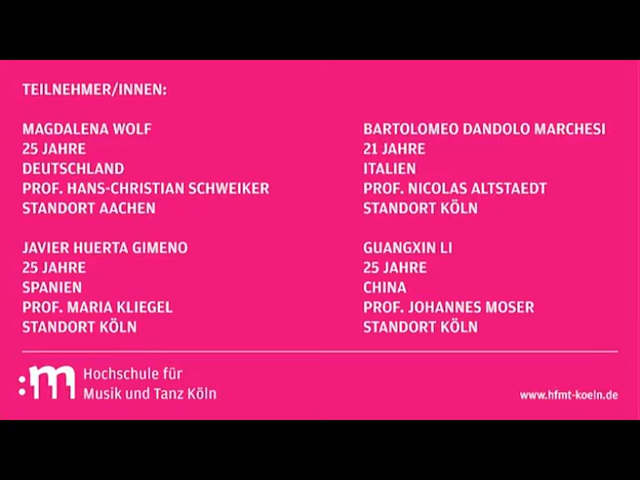 TEILNEHMER/INNEN:
MAGDALENA WOLF
25 JAHRE
DEUTSCHLAND
PROF. HANS-CHRISTIAN SCHWEIKER
STANDORT AACHEN
BARTOLOMEO DANDOLO MARCHESI
21 JAHRE
ITALIEN
PROF. NICOLAS ALTSTAEDT
STANDORT KÖLN
JAVIER HUERTA GIMENO
25 JAHRE
SPANIEN
PROF. MARIA KLIEGEL
STANDORT KÖLN
GUANGXIN LI
25 JAHRE
CHINA
PROF. JOHANNES MOSER
STANDORT KÖLN
:m
Hochschule für
Musik und Tanz Köln
www.hfmt-koeln.de